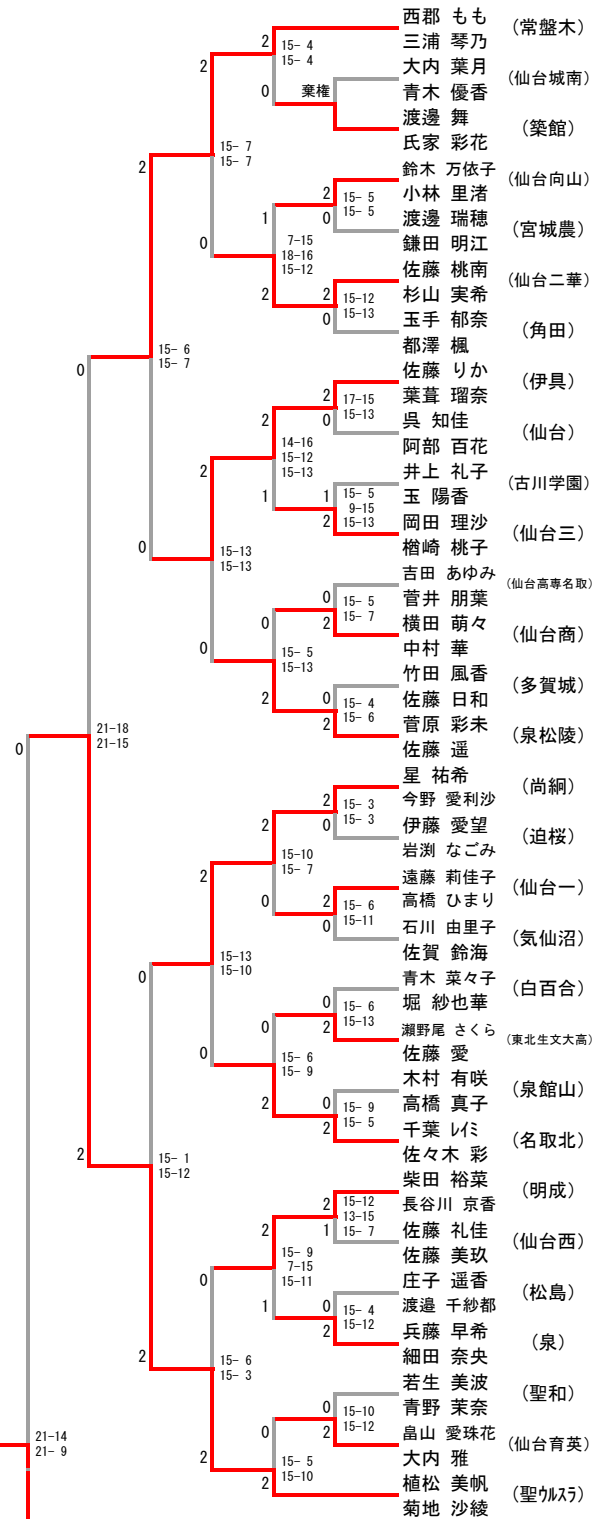 西郡 もも
三浦 琴乃
(常盤木)
2
15- 4
15- 4
0
大内 葉月
青木 優香
(仙台城南)
棄権
渡邊 舞
氏家 彩花
(築館)
2
15- 7
15- 7
0
2
鈴木 万依子
小林 里渚
(仙台向山)
2
15- 5
15- 5
0
渡邊 瑞穂
鎌田 明江
(宮城農)
1
7-15
18-16
15-12
2
佐藤 桃南
杉山 実希
(仙台二華)
2
15-12
15-13
0
玉手 郁奈
都澤 楓
(角田)
0
15- 6
15- 7
佐藤 りか
葉葺 瑠奈
(伊具)
2
17-15
15-13
0
呉 知佳
阿部 百花
(仙台)
2
14-16
15-12
15-13
1
2
井上 礼子
玉 陽香
(古川学園)
1
15- 5
9-15
15-13
2
岡田 理沙
楢崎 桃子
(仙台三)
0
15-13
15-13
0
吉田 あゆみ
菅井 朋葉
(仙台高専名取)
0
15- 5
15- 7
2
横田 萌々
中村 華
(仙台商)
0
15- 5
15-13
2
竹田 風香
佐藤 日和
(多賀城)
0
15- 4
15- 6
2
菅原 彩未
佐藤 遥
(泉松陵)
0
21-18
21-15
星 祐希
今野 愛利沙
(尚絅)
2
15- 3
15- 3
0
伊藤 愛望
岩渕 なごみ
(迫桜)
2
15-10
15- 7
0
2
遠藤 莉佳子
高橋 ひまり
(仙台一)
2
15- 6
15-11
0
石川 由里子
佐賀 鈴海
(気仙沼)
0
15-13
15-10
0
青木 菜々子
堀 紗也華
(白百合)
0
15- 6
15-13
2
瀬野尾 さくら
佐藤 愛
(東北生文大高)
0
15- 6
15- 9
2
木村 有咲
高橋 真子
(泉館山)
0
15- 9
15- 5
2
千葉 レイミ
佐々木 彩
(名取北)
2
15- 1
15-12
柴田 裕菜
長谷川 京香
(明成)
2
15-12
13-15
15- 7
1
佐藤 礼佳
佐藤 美玖
(仙台西)
2
15- 9
7-15
15-11
1
0
庄子 遥香
渡邉 千紗都
(松島)
0
15- 4
15-12
2
兵藤 早希
細田 奈央
(泉)
2
15- 6
15- 3
2
若生 美波
青野 茉奈
(聖和)
0
15-10
15-12
2
畠山 愛珠花
大内 雅
(仙台育英)
0
15- 5
15-10
2
植松 美帆
菊地 沙綾
(聖ウルスラ)
21-14
21- 9